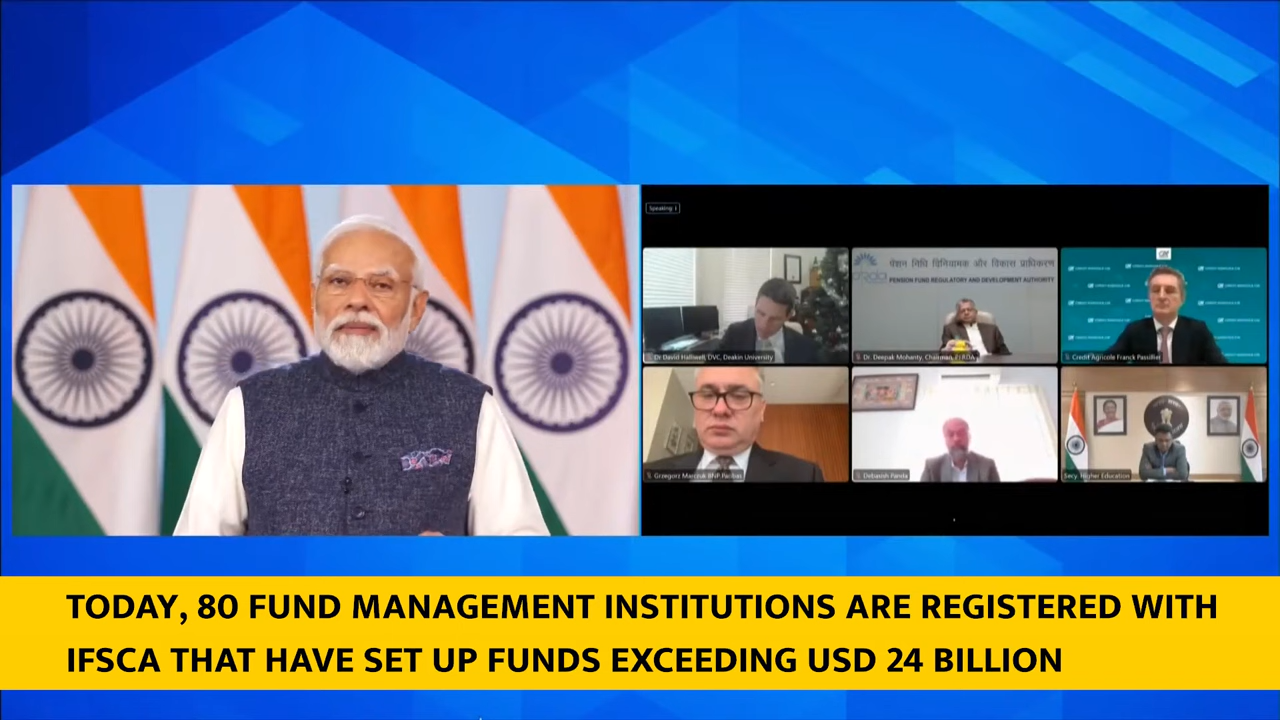 Speaking
Dr David Halliwell, DVC, Deakin University
पेंशन निधि विनियामक और विकास प्राधिकरण
PENSION FUND REGULATORY AND DEVELOPMENT AUTHORITY
Dr. Deepak Mohanty, Chairman, PFRDA
Credit Agricole Franck Passillier
Grzegorz Marczuk BNP Paribas
Debasish Panda
Secy. Higher Education
TODAY, 80 FUND MANAGEMENT INSTITUTIONS ARE REGISTERED WITH
IFSCA THAT HAVE SET UP FUNDS EXCEEDING USD 24 BILLION